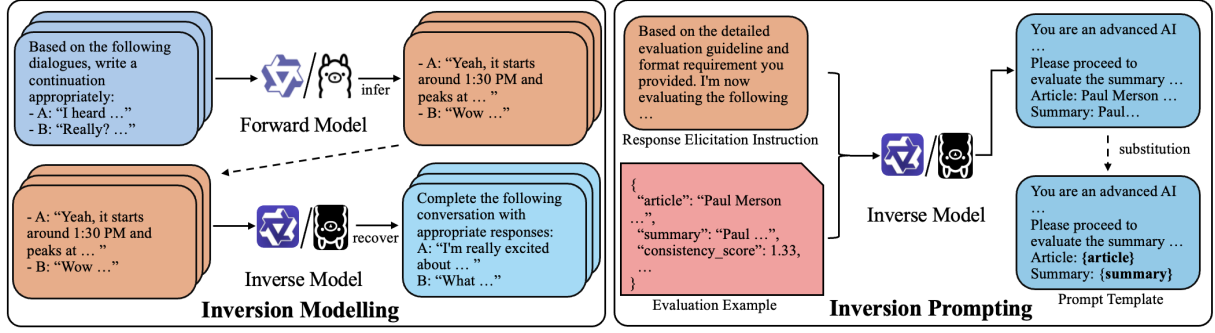 Based on the following
dialogues, write a
continuation
appropriately:
- A: “I heard …”
- B: “Really? …”
infer
Forward Model
- A: “Yeah, it starts
around 1:30 PM and
peaks at … ”
- B: “Wow …”
- A: “Yeah, it starts
around 1:30 PM and
peaks at … ”
- B: “Wow …”
recover
Inverse Model
Complete the following
conversation with
appropriate responses:
A: “I'm really excited
about … ”
B: “What …”
Inversion Modelling
Based on the detailed
evaluation guideline and
format requirement you
provided. I'm now
evaluating the following
…
Response Elicitation Instruction
{
“article”: “Paul Merson
…”,
“summary”: “Paul …”,
“consistency_score”: 1.33,
…
}
Evaluation Example
Inverse Model
You are an advanced AI
…
Please proceed to
evaluate the summary …
Article: Paul Merson …
Summary: Paul…
substitution
You are an advanced AI
…
Please proceed to
evaluate the summary …
Article: {article}
Summary: {summary}
Prompt Template
Inversion Prompting